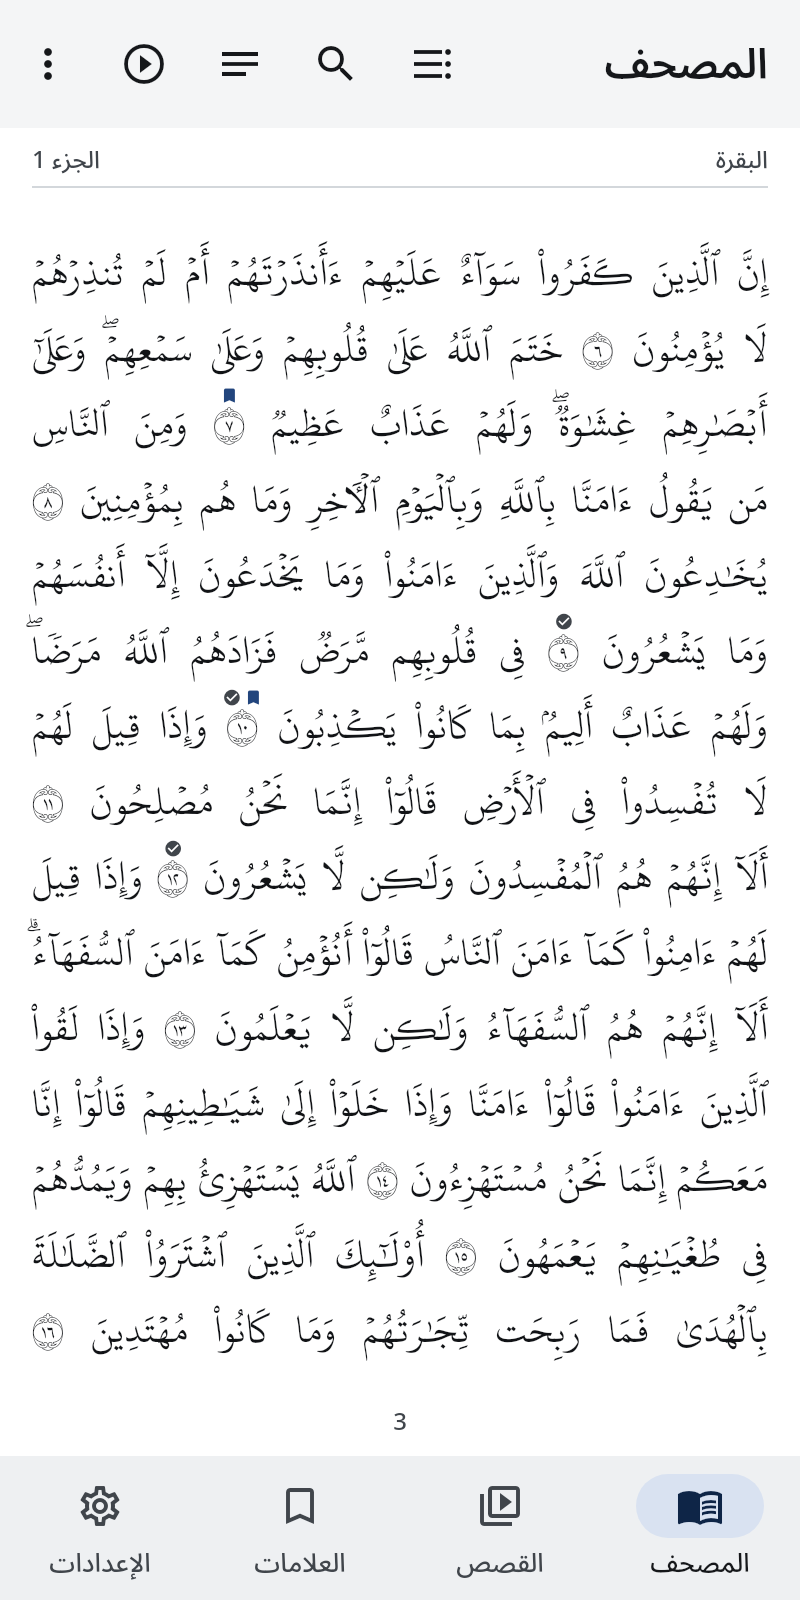 المصحف
البقرة
الجزء 1
إِنَّ ٱلَّذِينَ كَفَرُوا۟ سَوَآءٌ عَلَيْهِمْ ءَأَنذَرْتَهُمْ أَمْ لَمْ تُنذِرْهُمْ
لَا يُؤْمِنُونَ ٦ خَتَمَ ٱللَّهُ عَلَىٰ قُلُوبِهِمْ وَعَلَىٰ سَمْعِهِمْ ۖ وَعَلَىٰٓ
أَبْصَـٰرِهِمْ غِشَـٰوَةٌ ۖ وَلَهُمْ عَذَابٌ عَظِيمٌ ٧ وَمِنَ ٱلنَّاسِ
مَن يَقُولُ ءَامَنَّا بِٱللَّهِ وَبِٱلْيَوْمِ ٱلْـَٔاخِرِ وَمَا هُم بِمُؤْمِنِينَ ٨
يُخَـٰدِعُونَ ٱللَّهَ وَٱلَّذِينَ ءَامَنُوا۟ وَمَا يَخْدَعُونَ إِلَّآ أَنفُسَهُمْ
وَمَا يَشْعُرُونَ ٩ فِى قُلُوبِهِم مَّرَضٌ فَزَادَهُمُ ٱللَّهُ مَرَضًا ۖ
وَلَهُمْ عَذَابٌ أَلِيمٌۢ بِمَا كَانُوا۟ يَكْذِبُونَ ١٠ وَإِذَا قِيلَ لَهُمْ
لَا تُفْسِدُوا۟ فِى ٱلْأَرْضِ قَالُوٓا۟ إِنَّمَا نَحْنُ مُصْلِحُونَ ١١
أَلَآ إِنَّهُمْ هُمُ ٱلْمُفْسِدُونَ وَلَـٰكِن لَّا يَشْعُرُونَ ١٢ وَإِذَا قِيلَ
لَهُمْ ءَامِنُوا۟ كَمَآ ءَامَنَ ٱلنَّاسُ قَالُوٓا۟ أَنُؤْمِنُ كَمَآ ءَامَنَ ٱلسُّفَهَآءُ ۗ
أَلَآ إِنَّهُمْ هُمُ ٱلسُّفَهَآءُ وَلَـٰكِن لَّا يَعْلَمُونَ ١٣ وَإِذَا لَقُوا۟
ٱلَّذِينَ ءَامَنُوا۟ قَالُوٓا۟ ءَامَنَّا وَإِذَا خَلَوْا۟ إِلَىٰ شَيَـٰطِينِهِمْ قَالُوٓا۟ إِنَّا
مَعَكُمْ إِنَّمَا نَحْنُ مُسْتَهْزِءُونَ ١٤ ٱللَّهُ يَسْتَهْزِئُ بِهِمْ وَيَمُدُّهُمْ
فِى طُغْيَـٰنِهِمْ يَعْمَهُونَ ١٥ أُو۟لَـٰٓئِكَ ٱلَّذِينَ ٱشْتَرَوُا۟ ٱلضَّلَـٰلَةَ
بِٱلْهُدَىٰ فَمَا رَبِحَت تِّجَـٰرَتُهُمْ وَمَا كَانُوا۟ مُهْتَدِينَ ١٦
3
المصحف
القصص
العلامات
الإعدادات